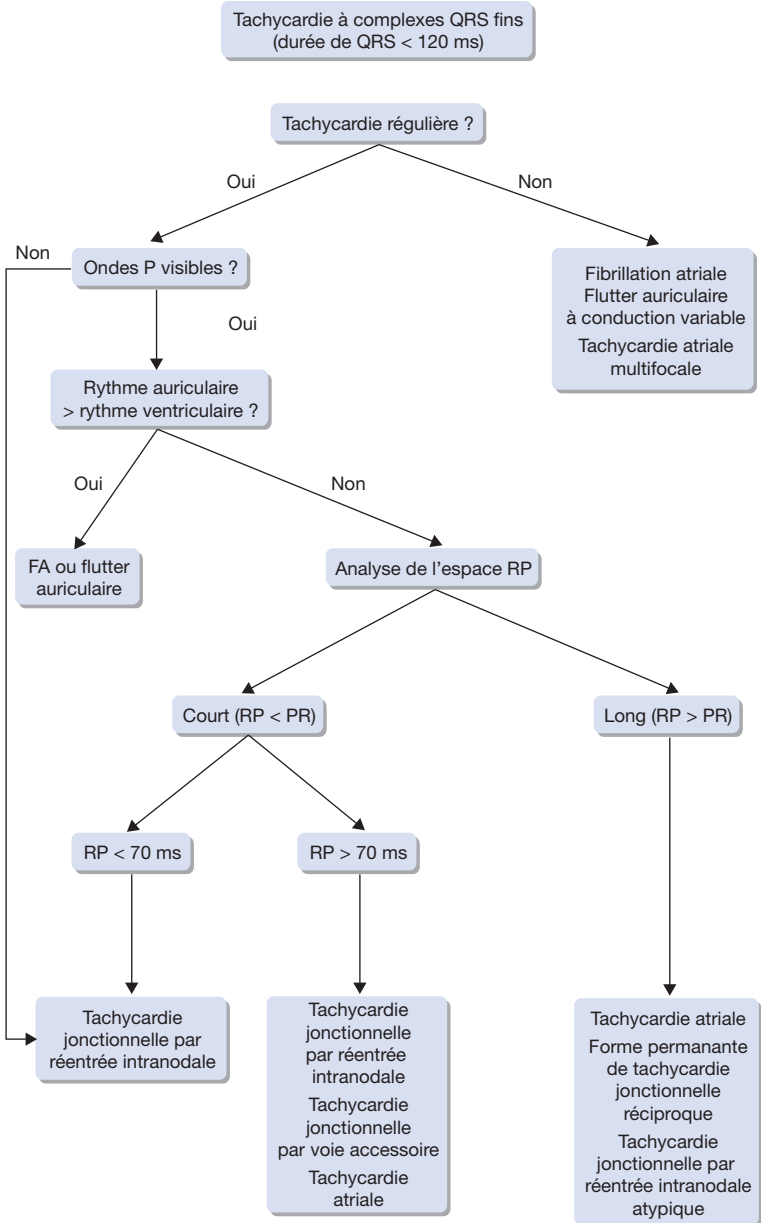 Tachycardie à complexes QRS fins
(durée de QRS < 120 ms)
Tachycardie régulière ?
Oui
Non
Non
Ondes P visibles ?
Fibrillation atriale
Flutter auriculaire
à conduction variable
Tachycardie atriale
multifocale
Oui
Rythme auriculaire
> rythme ventriculaire ?
Oui
Non
FA ou flutter
auriculaire
Analyse de l'espace RP
Court (RP < PR)
Long (RP > PR)
RP < 70 ms
RP > 70 ms
Tachycardie
jonctionnelle par
réentrée intranodale
Tachycardie
jonctionnelle
par réentrée
intranodale
Tachycardie
jonctionnelle
par voie accessoire
Tachycardie
atriale
Tachycardie atriale
Forme permanante
de tachycardie
jonctionnelle
réciproque
Tachycardie
jonctionnelle par
réentrée intranodale
atypique